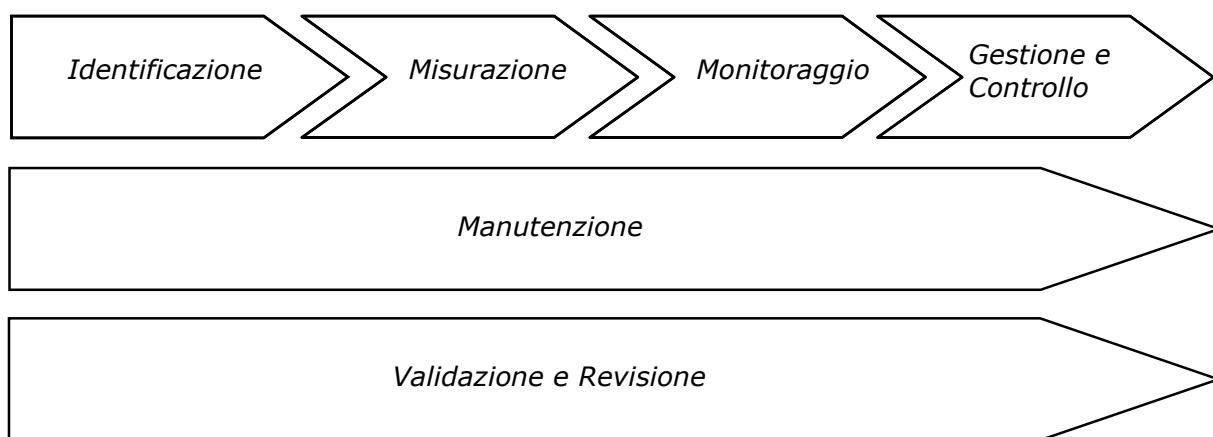 Identificazione
Misurazione
Monitoraggio
Gestione e
Controllo
Manutenzione
Validazione e Revisione